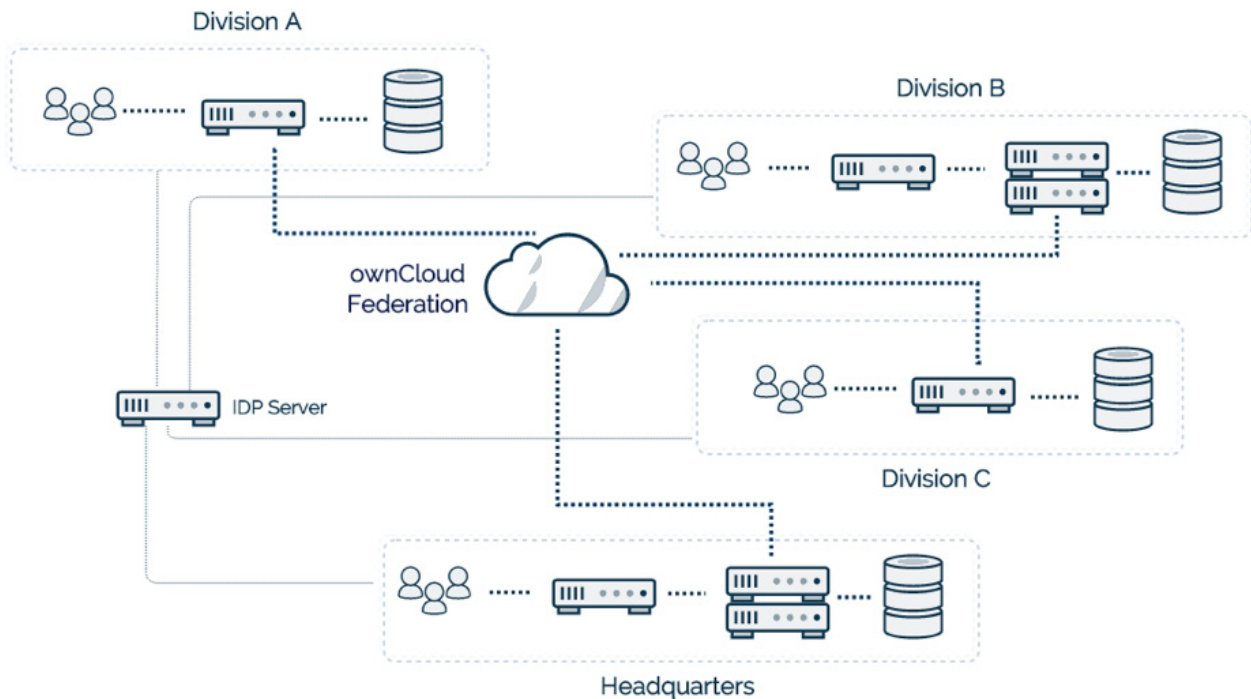 Division A
Division B
ownCloud
Federation
IDP Server
Division C
Headquarters